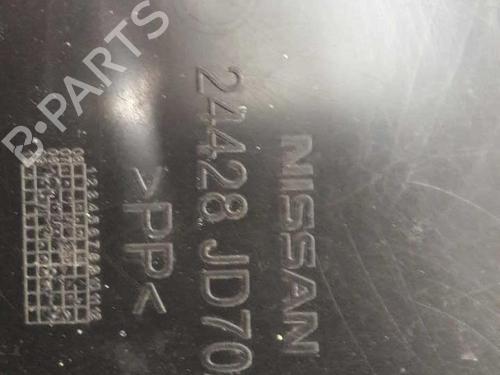 NISSAN
24428 JD70
>PP<
B-PARTS